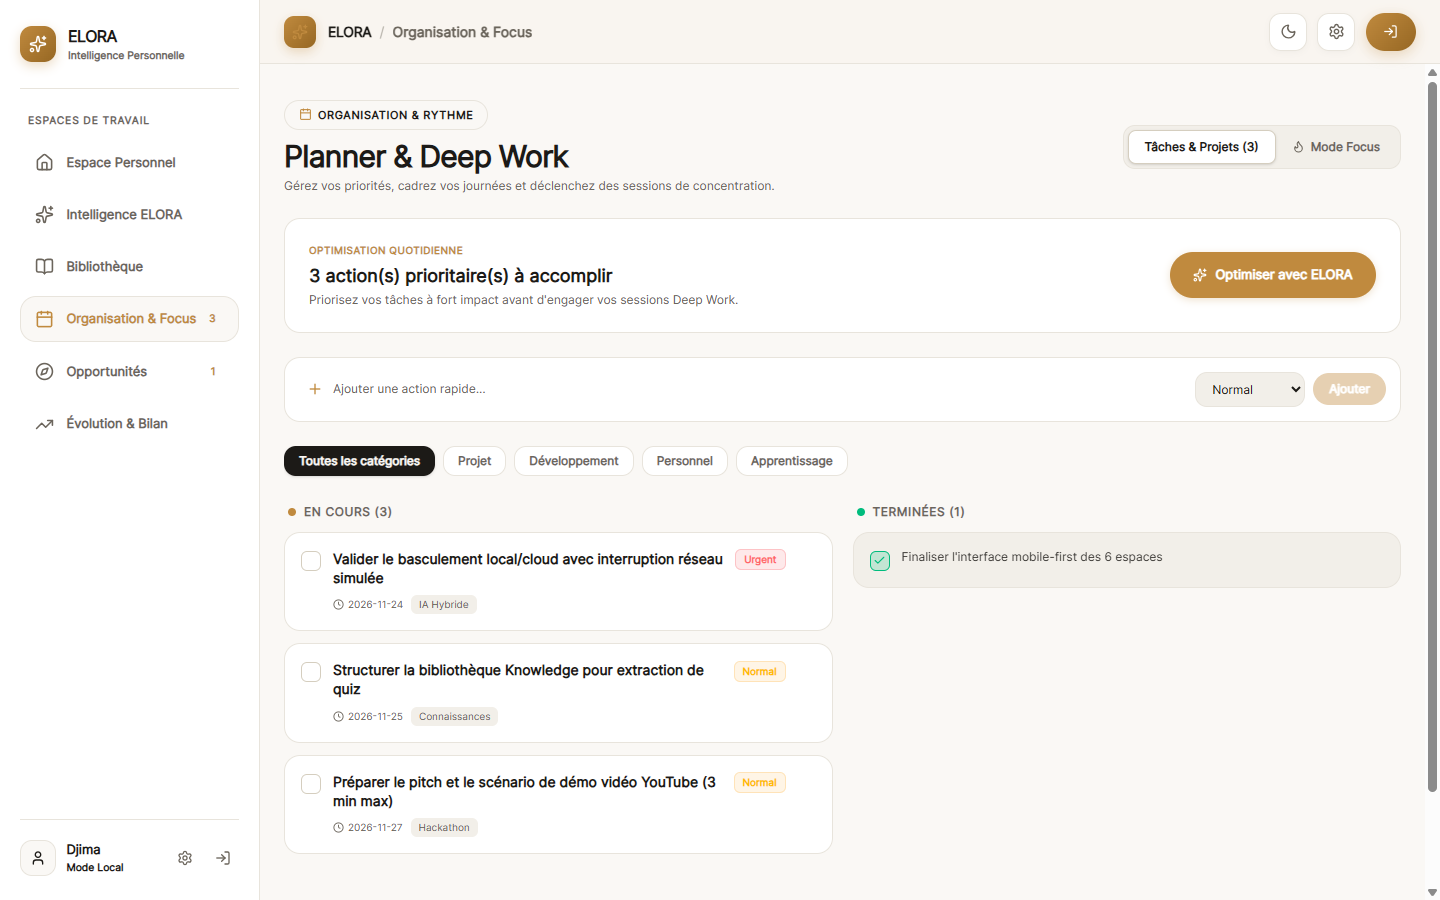 ELORA
Intelligence Personnelle
ESPACES DE TRAVAIL
Espace Personnel
Intelligence ELORA
Bibliothèque
Organisation & Focus 3
Opportunités 1
Évolution & Bilan
Djima
Mode Local
ELORA / Organisation & Focus
ORGANISATION & RYTHME
Planner & Deep Work
Gérez vos priorités, cadrez vos journées et déclenchez des sessions de concentration.
Tâches & Projets (3) Mode Focus
OPTIMISATION QUOTIDIENNE
3 action(s) prioritaire(s) à accomplir
Priorisez vos tâches à fort impact avant d'engager vos sessions Deep Work.
Optimiser avec ELORA
Ajouter une action rapide...
Normal
Ajouter
Toutes les catégories Projet Développement Personnel Apprentissage
EN COURS (3)
Valider le basculement local/cloud avec interruption réseau
simulée
Urgent
2026-11-24 IA Hybride
Structurer la bibliothèque Knowledge pour extraction de
quiz
Normal
2026-11-25 Connaissances
Préparer le pitch et le scénario de démo vidéo YouTube (3
min max)
Normal
2026-11-27 Hackathon
TERMINÉES (1)
Finaliser l'interface mobile-first des 6 espaces